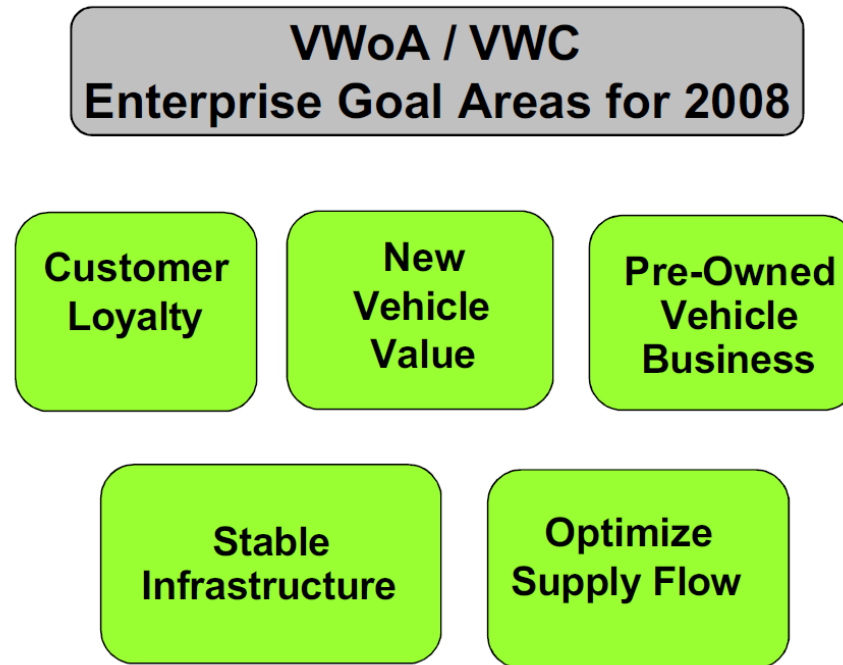 VWoA / VWC
Enterprise Goal Areas for 2008
Customer
Loyalty
New
Vehicle
Value
Pre-Owned
Vehicle
Business
Stable
Infrastructure
Optimize
Supply Flow